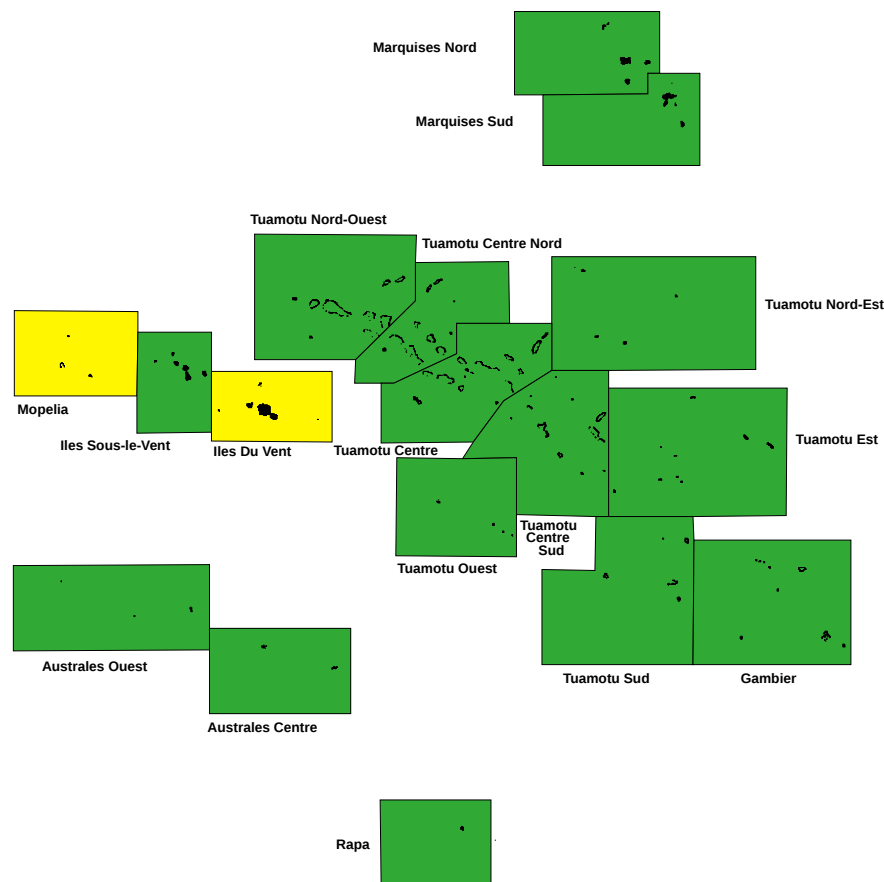 Marquises Nord
Marquises Sud
Tuamotu Nord-Ouest
Tuamotu Centre Nord
Tuamotu Nord-Est
Mopelia
Iles Sous-le-Vent
Iles Du Vent
Tuamotu Centre
Tuamotu Est
Tuamotu
Centre
Sud
Tuamotu Ouest
Australes Ouest
Tuamotu Sud
Gambier
Australes Centre
Rapa